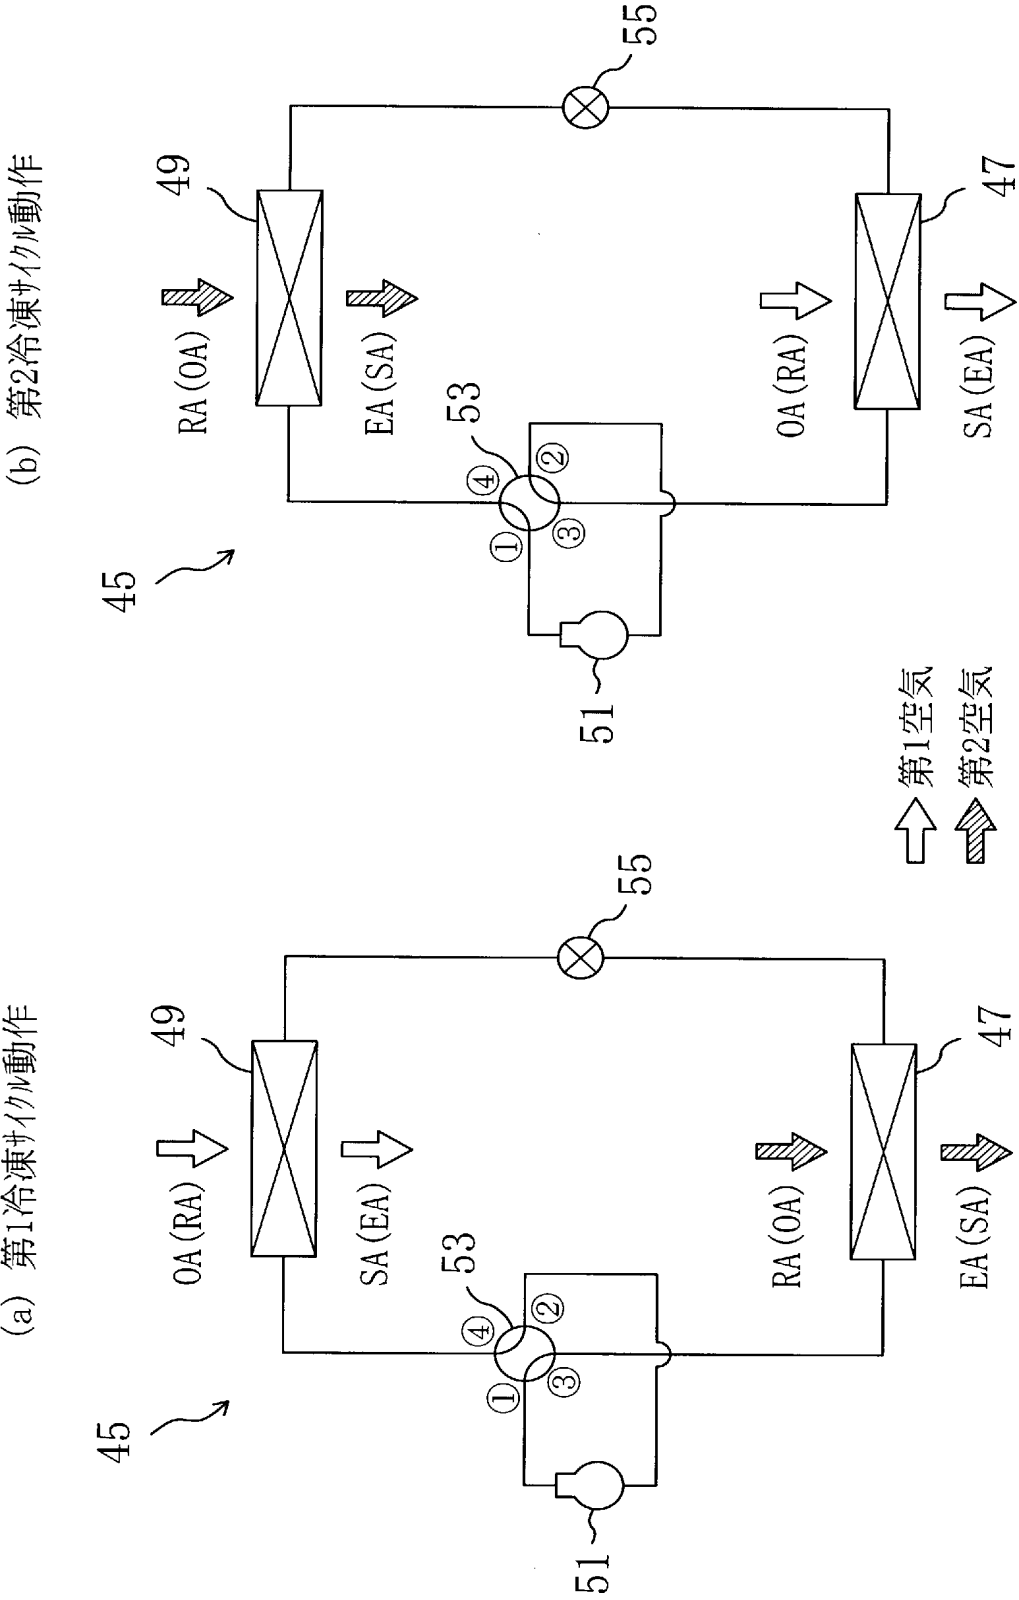 (a) 第1冷凍サイクル動作
45
49
OA(RA)
SA(EA)
53
①
②
③
④
51
55
RA(OA)
EA(SA)
47
(b) 第2冷凍サイクル動作
45
49
RA(OA)
EA(SA)
53
①
②
③
④
51
55
OA(RA)
SA(EA)
47
第1空気
第2空気